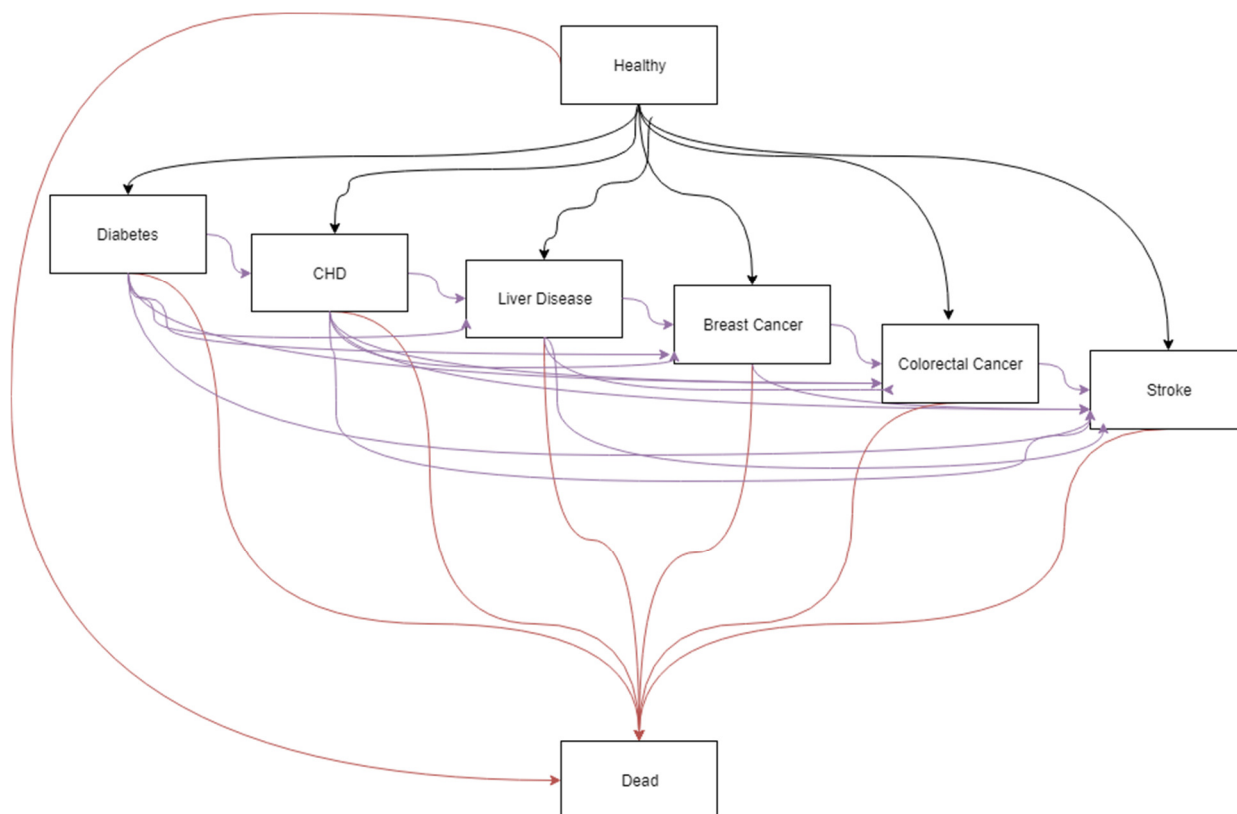 Healthy
Diabetes
CHD
Liver Disease
Breast Cancer
Colorectal Cancer
Stroke
Dead